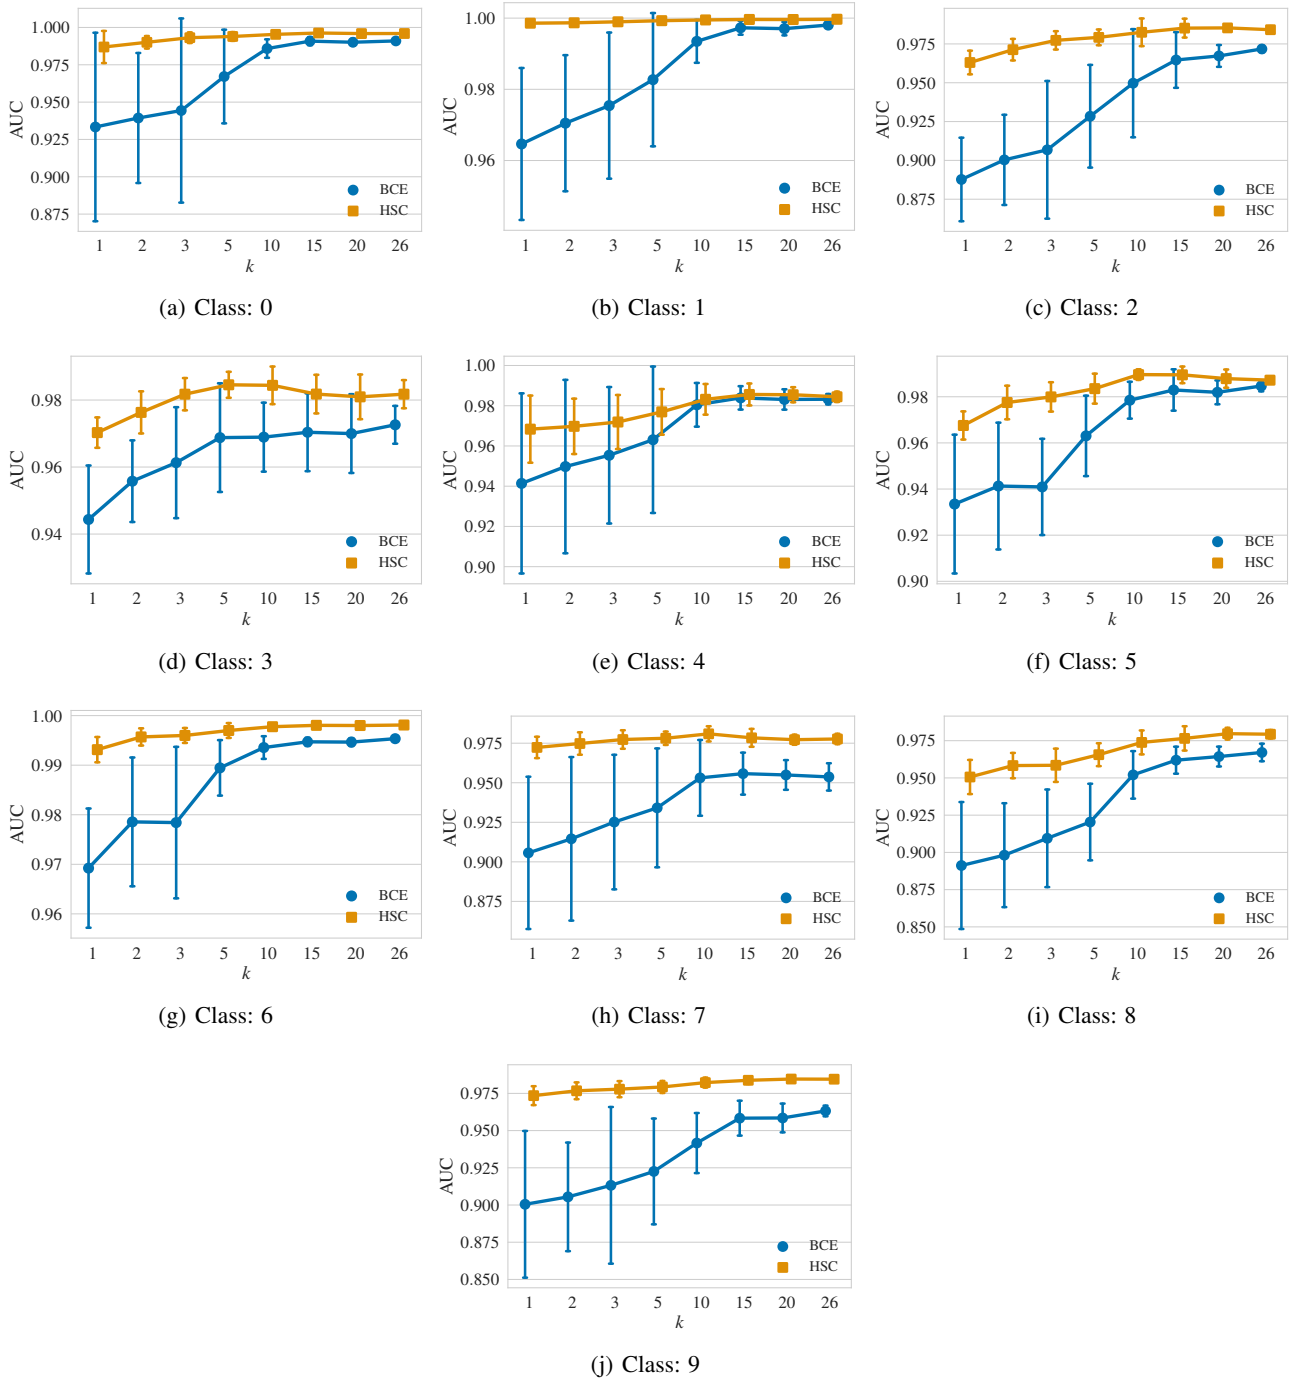 1.000
0.975
0.950
0.925
0.900
0.875
AUC
BCE
HSC
1 2 3 5 10 15 20 26
k
(a) Class: 0
1.00
0.98
0.96
AUC
BCE
HSC
1 2 3 5 10 15 20 26
k
(b) Class: 1
0.975
0.950
0.925
0.900
0.875
AUC
BCE
HSC
1 2 3 5 10 15 20 26
k
(c) Class: 2
0.98
0.96
0.94
AUC
BCE
HSC
1 2 3 5 10 15 20 26
k
(d) Class: 3
1.00
0.98
0.96
0.94
0.92
0.90
AUC
BCE
HSC
1 2 3 5 10 15 20 26
k
(e) Class: 4
0.98
0.96
0.94
0.92
0.90
AUC
BCE
HSC
1 2 3 5 10 15 20 26
k
(f) Class: 5
1.00
0.99
0.98
0.97
0.96
AUC
BCE
HSC
1 2 3 5 10 15 20 26
k
(g) Class: 6
0.975
0.950
0.925
0.900
0.875
AUC
BCE
HSC
1 2 3 5 10 15 20 26
k
(h) Class: 7
0.975
0.950
0.925
0.900
0.875
0.850
AUC
BCE
HSC
1 2 3 5 10 15 20 26
k
(i) Class: 8
0.975
0.950
0.925
0.900
0.875
0.850
AUC
BCE
HSC
1 2 3 5 10 15 20 26
k
(j) Class: 9